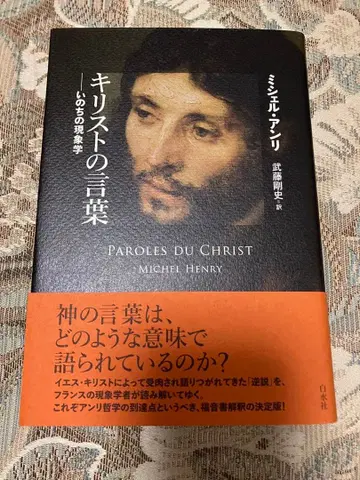 ミシェル・アンリ
武藤剛史・訳
キリストの言葉
――いのちの現象学
PAROLES DU CHRIST
MICHEL HENRY
神の言葉は、
どのような意味で
語られているのか?
イエス・キリストによって受肉され語りつがれてきた「逆説」を、
フランスの現象学者が読み解いてゆく。
これぞアンリ哲学の到達点というべき、福音書解釈の決定版!
白水社